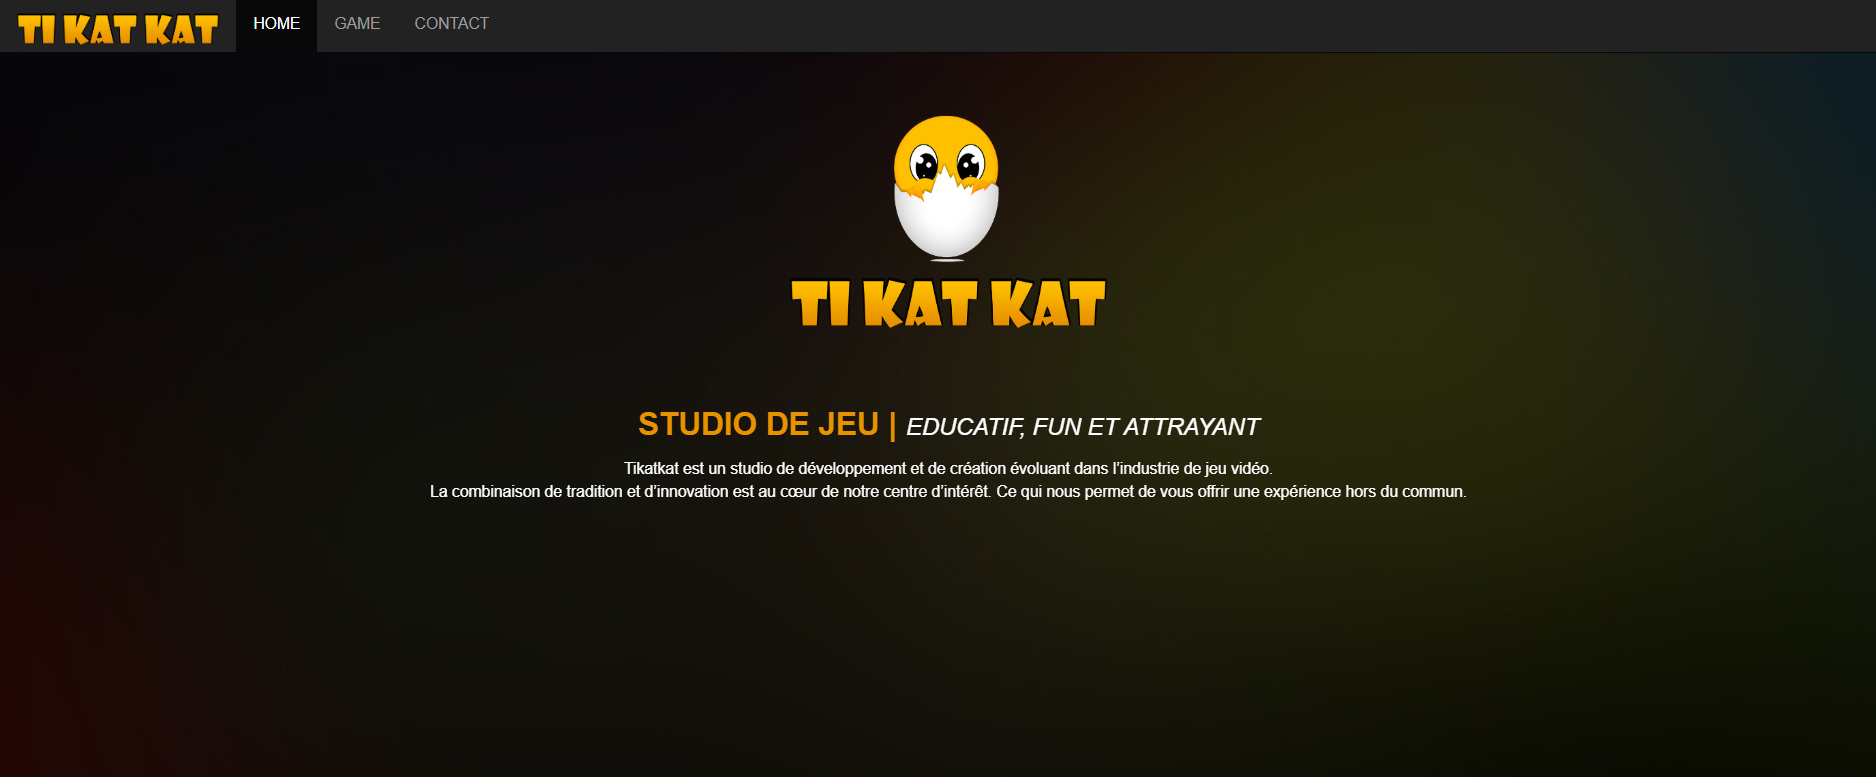 TI KAT KAT HOME GAME CONTACT
TI KAT KAT
STUDIO DE JEU | EDUCATIF, FUN ET ATTRAYANT
Tikatkat est un studio de développement et de création évoluant dans l’industrie de jeu vidéo.
La combinaison de tradition et d’innovation est au cœur de notre centre d’intérêt. Ce qui nous permet de vous offrir une expérience hors du commun.